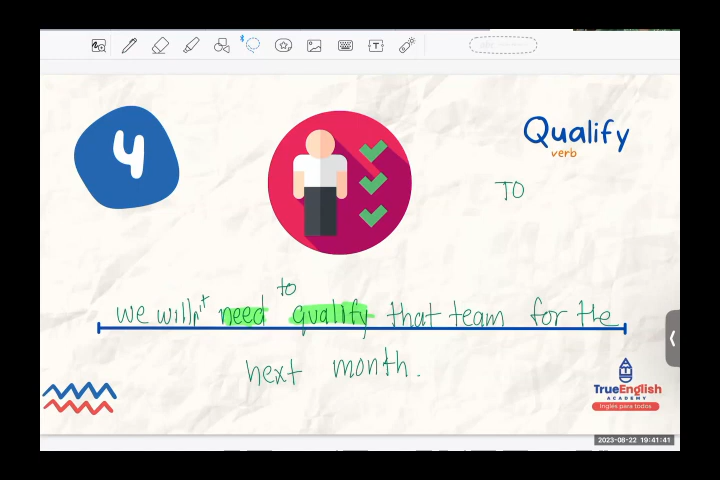 4
Qualify
verb
TO
to
we willn't need qualify that team for the
next month.
TrueEnglish
ACADEMY
Inglés para todos
2023-08-22 19:41:41